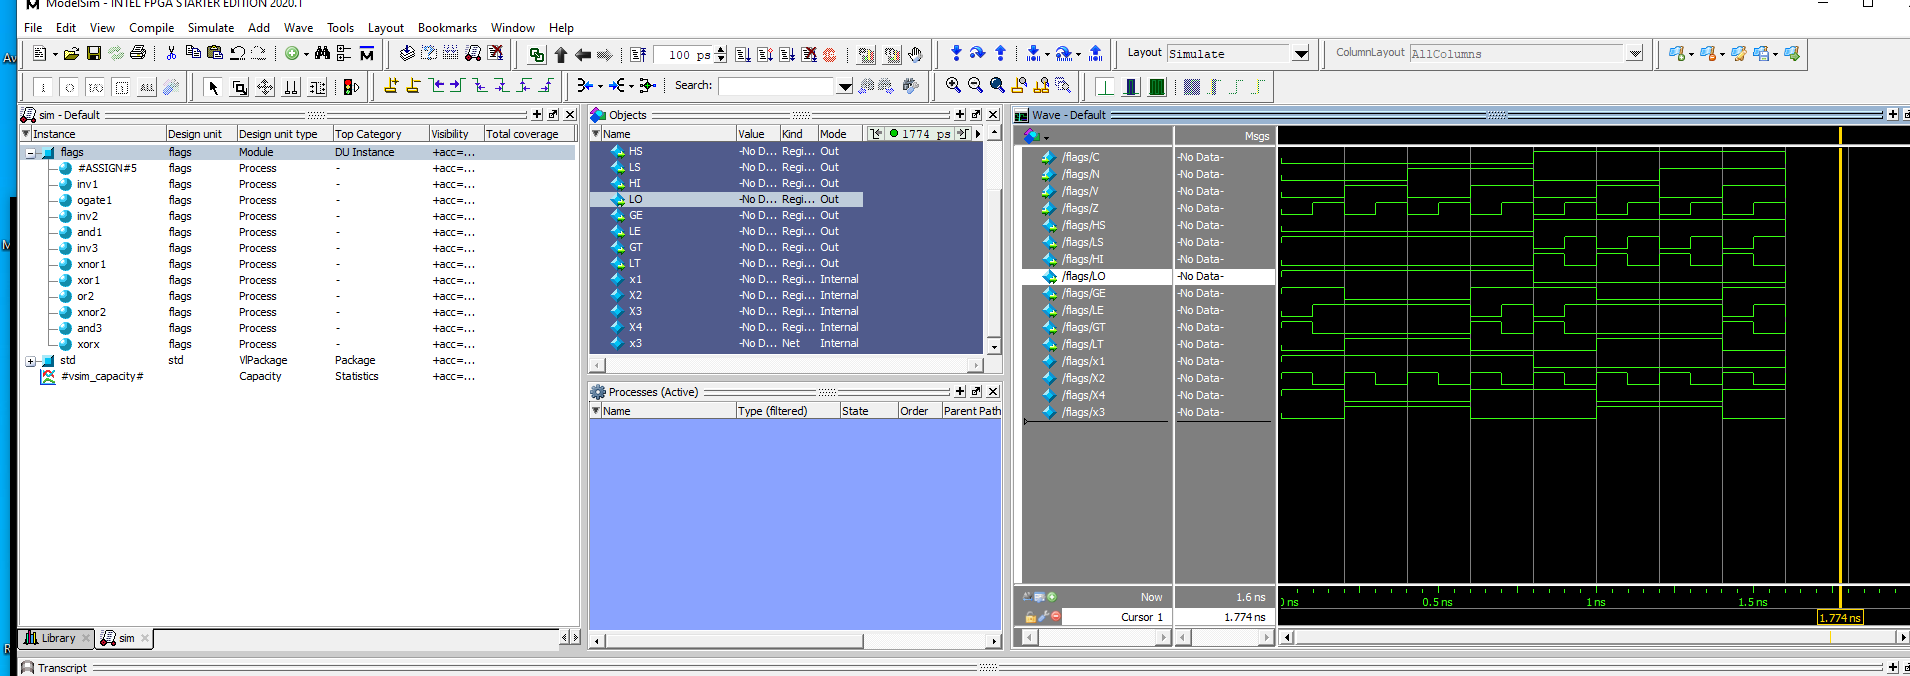 ModelSim - INTEL FPGA STARTER EDITION 2020.1
File Edit View Compile Simulate Add Wave Tools Layout Bookmarks Window Help
100 ps
Layout Simulate
ColumnLayout AllColumns
ALL
Search:
sim - Default
Instance Design unit Design unit type Top Category Visibility Total coverage
flags flags Module DU Instance +acc=...
#ASSIGN#5 flags Process - +acc=...
inv1 flags Process - +acc=...
ogate1 flags Process - +acc=...
inv2 flags Process - +acc=...
and1 flags Process - +acc=...
inv3 flags Process - +acc=...
xnor1 flags Process - +acc=...
xor1 flags Process - +acc=...
or2 flags Process - +acc=...
xnor2 flags Process - +acc=...
and3 flags Process - +acc=...
xorx flags Process - +acc=...
std std VlPackage Package +acc=...
#vsim_capacity# Capacity Statistics +acc=...
Library sim
Objects
Name Value Kind Mode 1774 ps
HS -No D... Regi... Out
LS -No D... Regi... Out
HI -No D... Regi... Out
LO -No D... Regi... Out
GE -No D... Regi... Out
LE -No D... Regi... Out
GT -No D... Regi... Out
LT -No D... Regi... Out
x1 -No D... Regi... Internal
X2 -No D... Regi... Internal
X3 -No D... Regi... Internal
X4 -No D... Regi... Internal
x3 -No D... Net Internal
Processes (Active)
Name Type (filtered) State Order Parent Path
Wave - Default
Msgs
/flags/C -No Data-
/flags/N -No Data-
/flags/V -No Data-
/flags/Z -No Data-
/flags/HS -No Data-
/flags/LS -No Data-
/flags/HI -No Data-
/flags/LO -No Data-
/flags/GE -No Data-
/flags/LE -No Data-
/flags/GT -No Data-
/flags/LT -No Data-
/flags/x1 -No Data-
/flags/X2 -No Data-
/flags/X4 -No Data-
/flags/x3 -No Data-
Now 1.6 ns
ns 0.5 ns 1 ns 1.5 ns
Cursor 1 1.774 ns
1.774 ns
Transcript